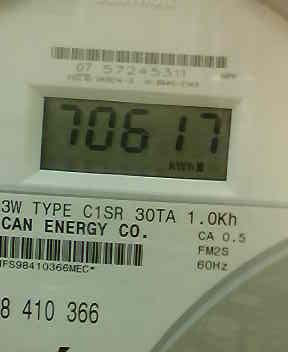 07 57245311
70617
kWh
3W TYPE C1SR 30TA 1.0Kh
CAN ENERGY CO.
CA 0.5
FM2S
60Hz
IFS98410366MEC*
8 410 366